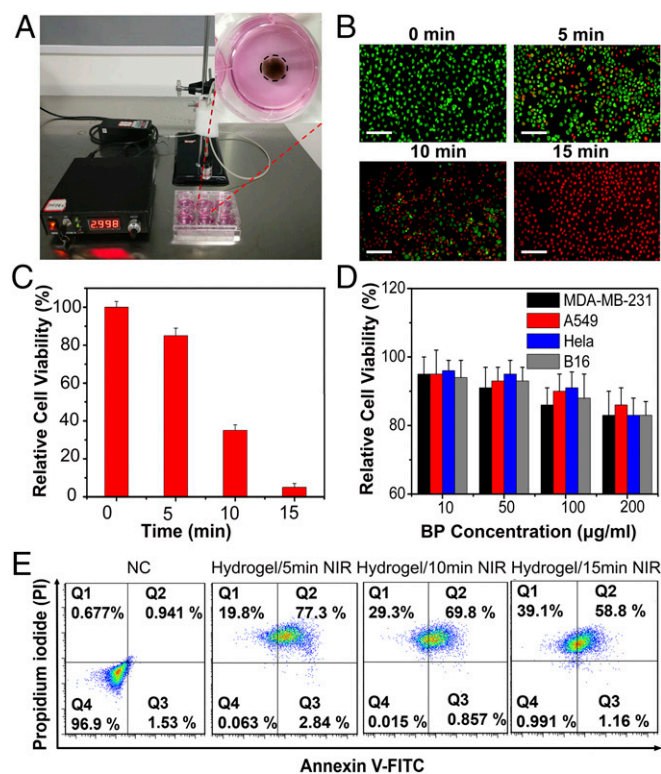 A
2.998
B
0 min
5 min
10 min
15 min
C
Relative Cell Viability (%)
100
80
60
40
20
0
0
5
10
15
Time (min)
D
Relative Cell Viability (%)
120
100
80
60
MDA-MB-231
A549
Hela
B16
10
50
100
200
BP Concentration (µg/ml)
E
NC
Hydrogel/5min NIR
Hydrogel/10min NIR
Hydrogel/15min NIR
Propidium iodide (PI)
Q1
0.677%
Q2
0.941 %
Q4
96.9 %
Q3
1.53 %
Q1
19.8%
Q2
77.3 %
Q4
0.063 %
Q3
2.84 %
Q1
29.3%
Q2
69.8 %
Q4
0.015 %
Q3
0.857 %
Q1
39.1%
Q2
58.8 %
Q4
0.991 %
Q3
1.16 %
Annexin V-FITC